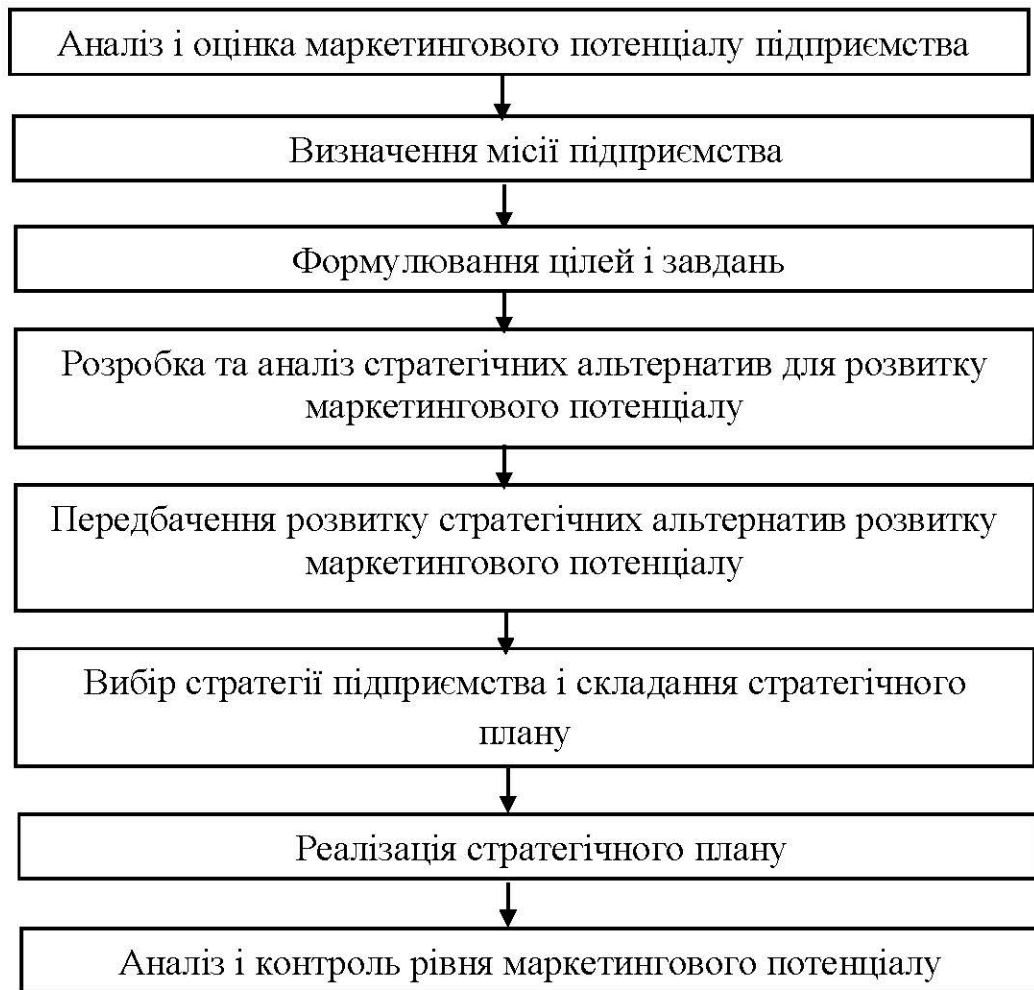 Аналіз і оцінка маркетингового потенціалу підприємства
Визначення місії підприємства
Формулювання цілей і завдань
Розробка та аналіз стратегічних альтернатив для розвитку
маркетингового потенціалу
Передбачення розвитку стратегічних альтернатив розвитку
маркетингового потенціалу
Вибір стратегії підприємства і складання стратегічного
плану
Реалізація стратегічного плану
Аналіз і контроль рівня маркетингового потенціалу